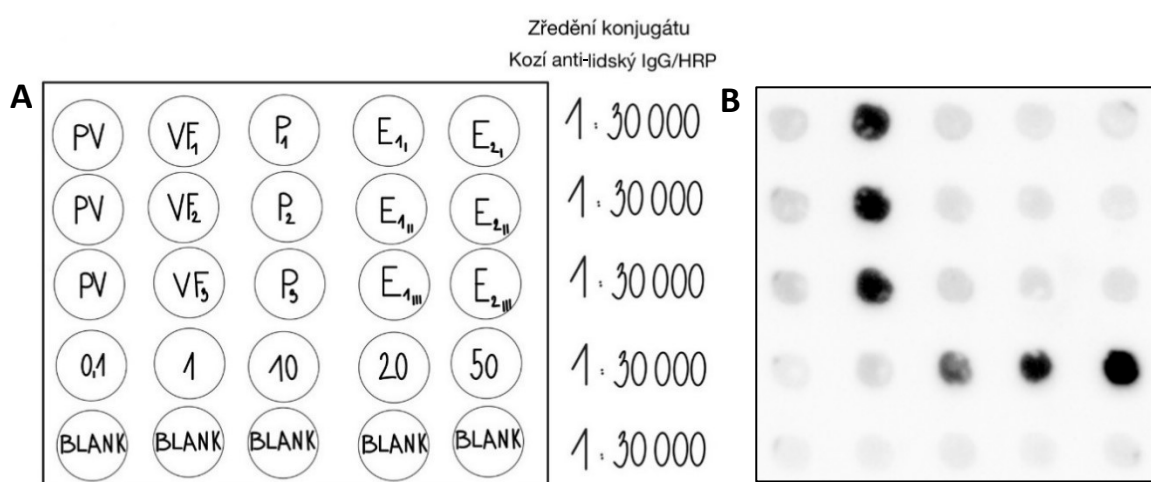 Zředění konjugátu
Kozí anti-lidský IgG/HRP
A
B
PV VF1 P1 E1I E2I 1:30 000
PV VF2 P2 E1II E2II 1:30 000
PV VF3 P3 E1III E2III 1:30 000
0,1 1 10 20 50 1:30 000
BLANK BLANK BLANK BLANK BLANK 1:30 000